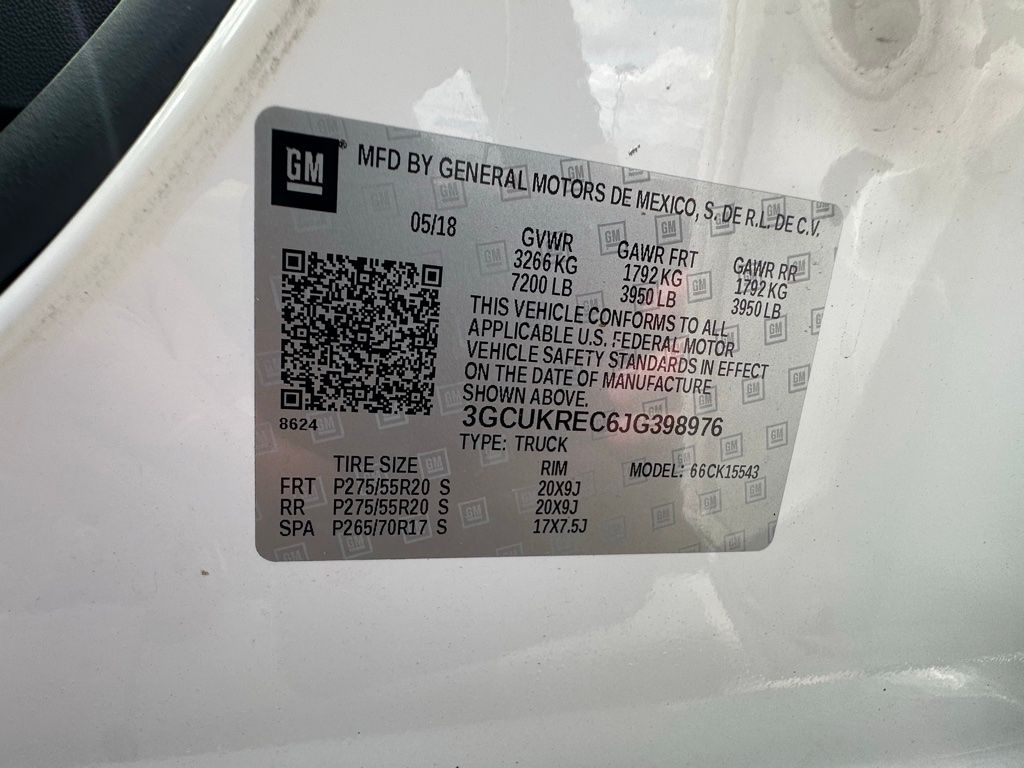 GM® MFD BY GENERAL MOTORS DE MEXICO, S. DE R.L. DE C.V.
05/18
GVWR GAWR FRT GAWR RR
3266 KG 1792 KG 1792 KG
7200 LB 3950 LB 3950 LB
THIS VEHICLE CONFORMS TO ALL
APPLICABLE U.S. FEDERAL MOTOR
VEHICLE SAFETY STANDARDS IN EFFECT
ON THE DATE OF MANUFACTURE
SHOWN ABOVE.
3GCUKREC6JG398976
8624
TYPE: TRUCK
TIRE SIZE RIM MODEL: 66CK15543
FRT P275/55R20 S 20X9J
RR P275/55R20 S 20X9J
SPA P265/70R17 S 17X7.5J